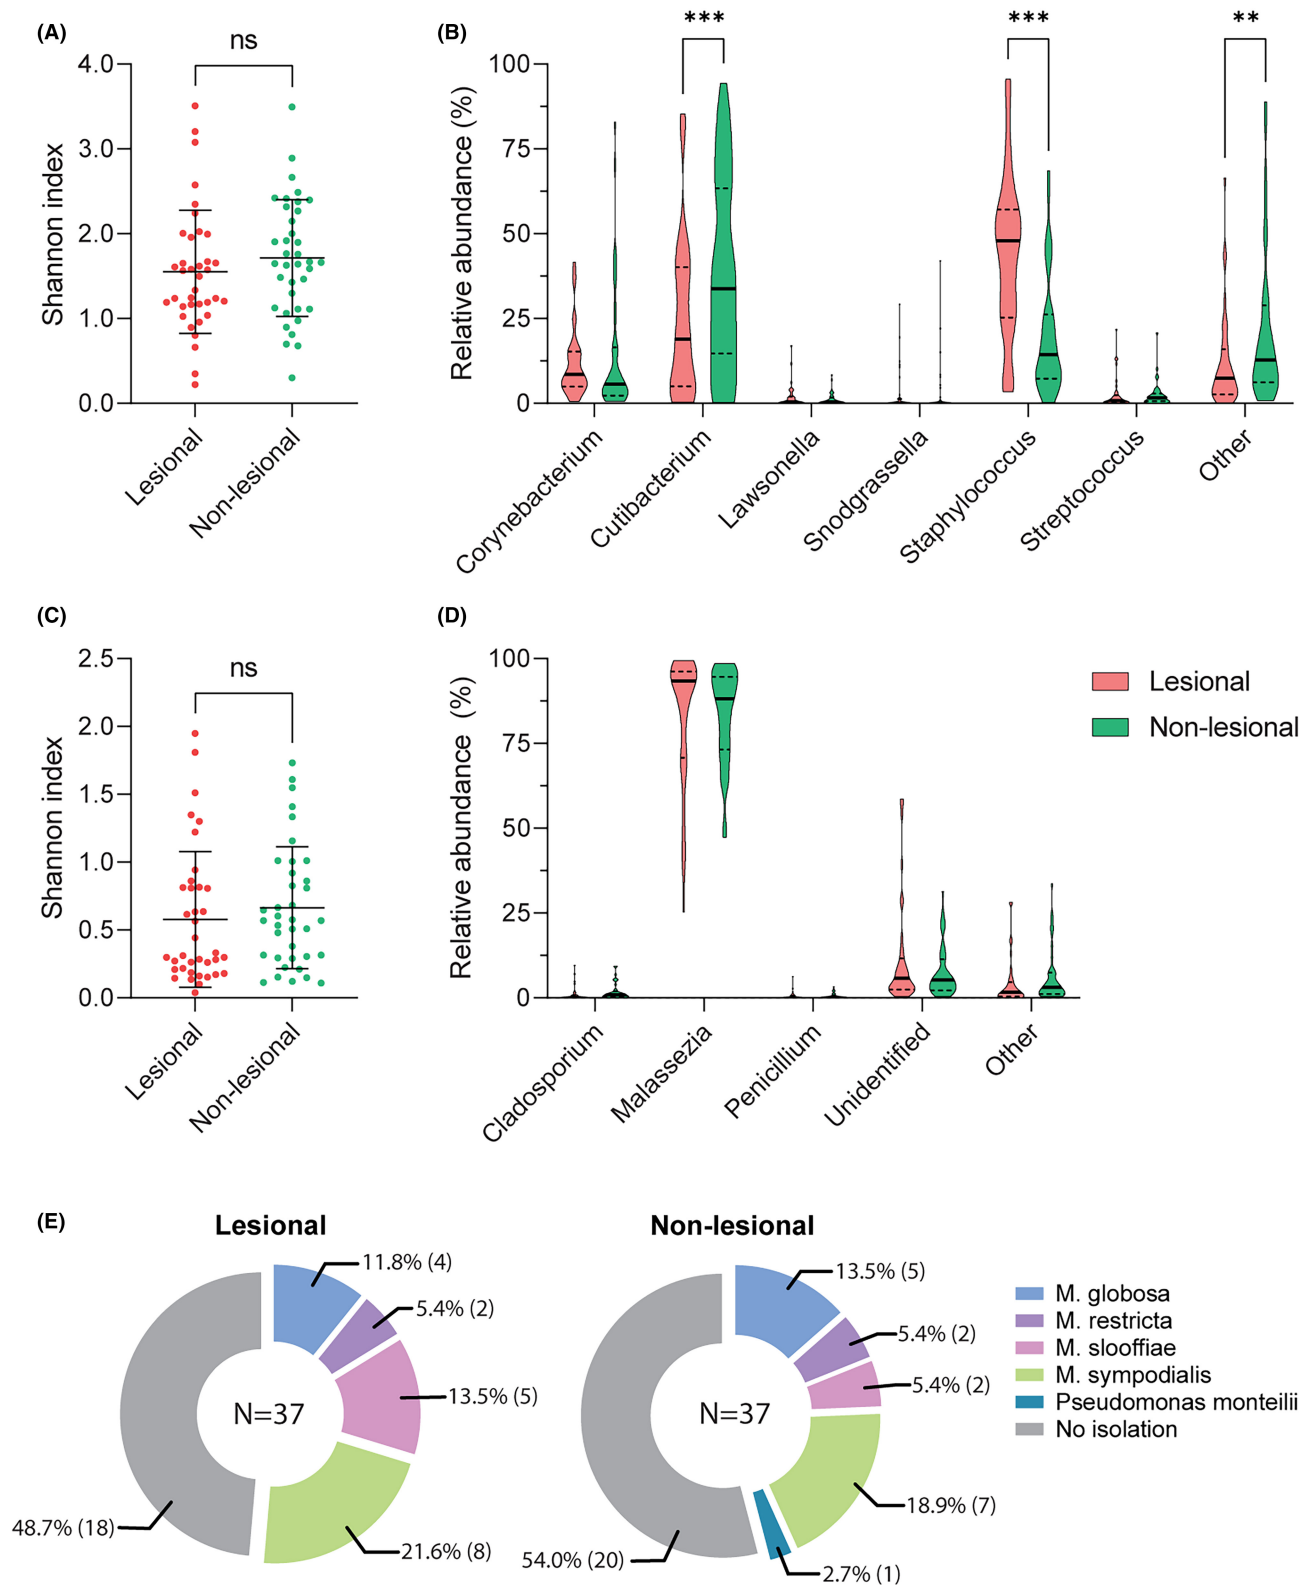 (A)
ns
4.0
3.0
2.0
1.0
0.0
Shannon index
Lesional
Non-lesional
(B)
***
***
**
100
75
50
25
0
Relative abundance (%)
Corynebacterium
Cutibacterium
Lawsonella
Snodgrassella
Staphylococcus
Streptococcus
Other
(C)
ns
2.5
2.0
1.5
1.0
0.5
0.0
Shannon index
Lesional
Non-lesional
(D)
100
75
50
25
0
Relative abundance (%)
Cladosporium
Malassezia
Penicillium
Unidentified
Other
Lesional
Non-lesional
(E)
Lesional
11.8% (4)
5.4% (2)
13.5% (5)
21.6% (8)
48.7% (18)
N=37
Non-lesional
13.5% (5)
5.4% (2)
5.4% (2)
18.9% (7)
2.7% (1)
54.0% (20)
N=37
M. globosa
M. restricta
M. slooffiae
M. sympodialis
Pseudomonas monteilii
No isolation